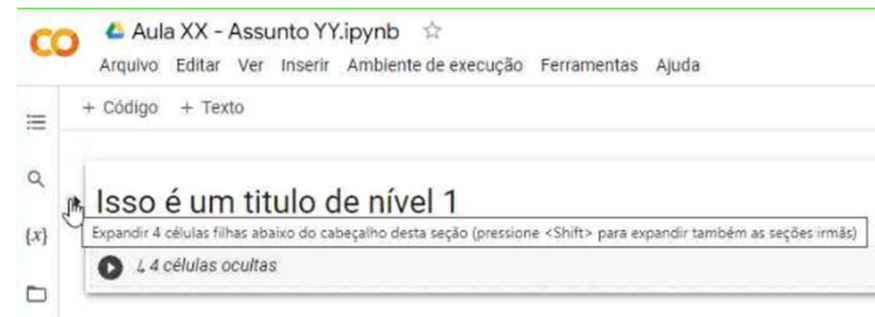 CO Aula XX - Assunto YY.ipynb
Arquivo Editar Ver Inserir Ambiente de execução Ferramentas Ajuda
+ Código + Texto
Isso é um titulo de nível 1
{x} Expandir 4 células filhas abaixo do cabeçalho desta seção (pressione <Shift> para expandir também as seções irmãs)
↳ 4 células ocultas